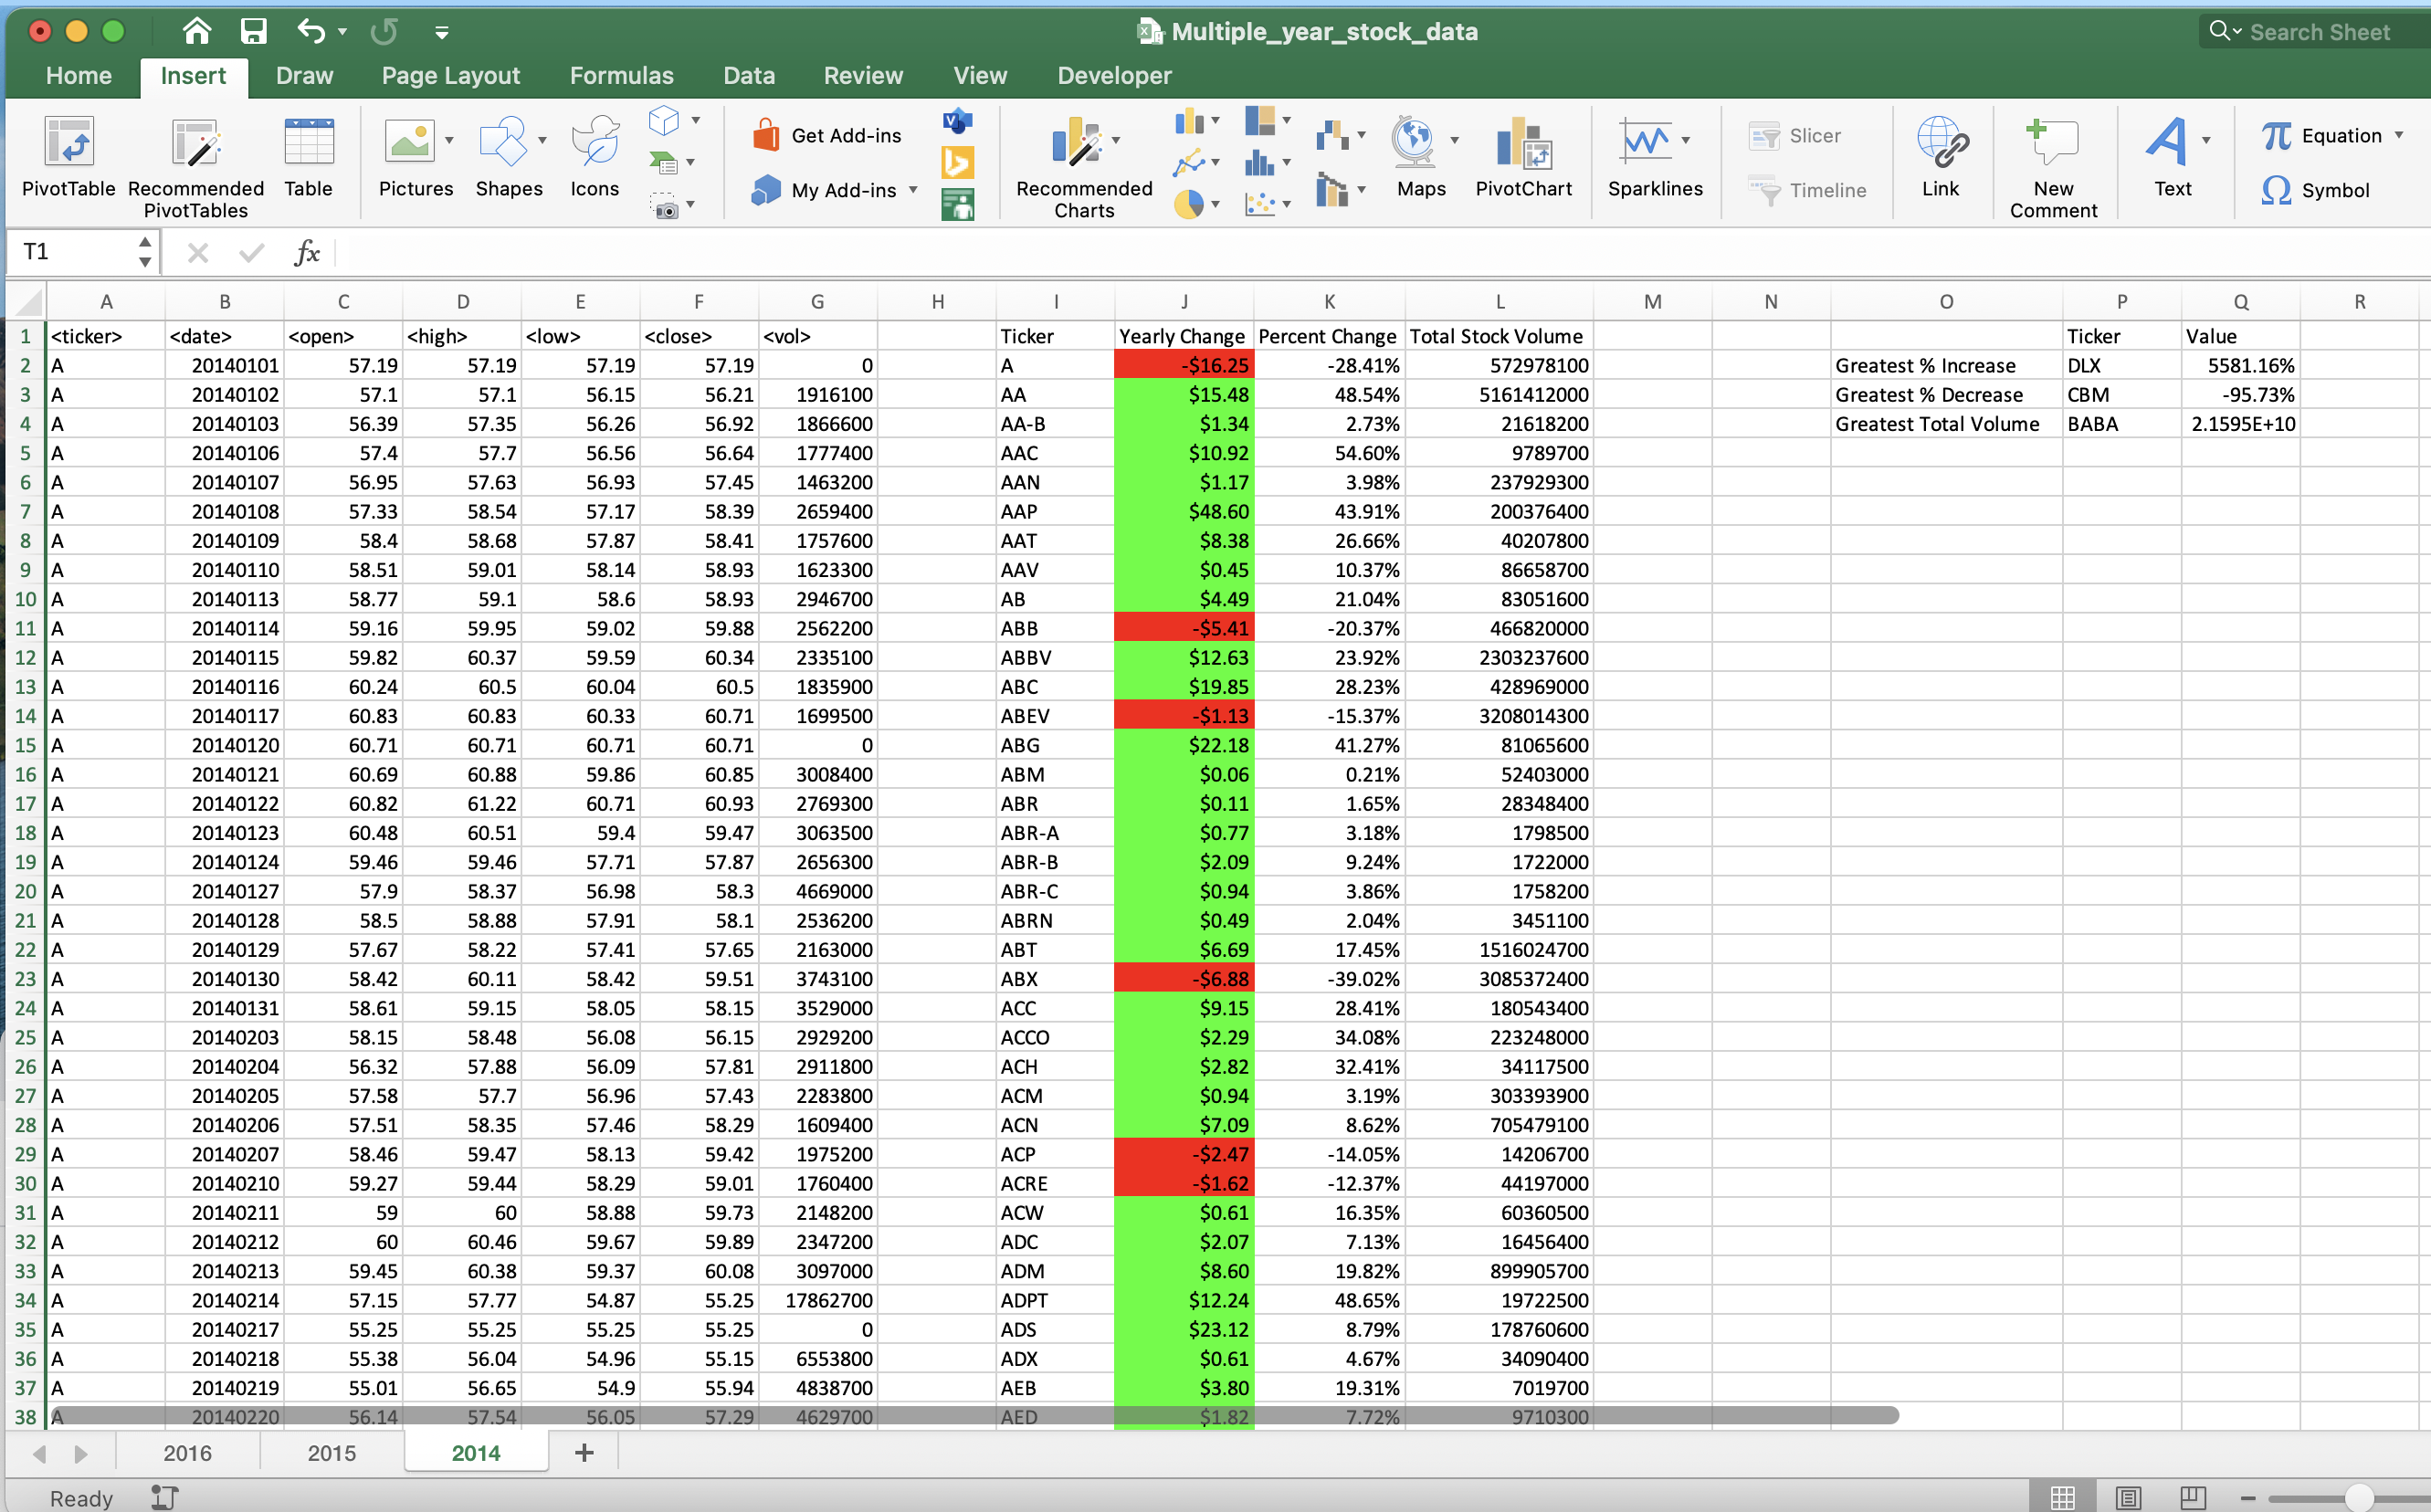 Multiple_year_stock_data
Search Sheet
Home Insert Draw Page Layout Formulas Data Review View Developer
PivotTable Recommended PivotTables Table Pictures Shapes Icons Get Add-ins My Add-ins Recommended Charts Maps PivotChart Sparklines Slicer Timeline Link New Comment Text Equation Symbol
T1 fx
A B C D E F G H I J K L M N O P Q R
1 <ticker> <date> <open> <high> <low> <close> <vol> Ticker Yearly Change Percent Change Total Stock Volume Ticker Value
2 A 20140101 57.19 57.19 57.19 57.19 0 A -$16.25 -28.41% 572978100 Greatest % Increase DLX 5581.16%
3 A 20140102 57.1 57.1 56.15 56.21 1916100 AA $15.48 48.54% 5161412000 Greatest % Decrease CBM -95.73%
4 A 20140103 56.39 57.35 56.26 56.92 1866600 AA-B $1.34 2.73% 21618200 Greatest Total Volume BABA 2.1595E+10
5 A 20140106 57.4 57.7 56.56 56.64 1777400 AAC $10.92 54.60% 9789700
6 A 20140107 56.95 57.63 56.93 57.45 1463200 AAN $1.17 3.98% 237929300
7 A 20140108 57.33 58.54 57.17 58.39 2659400 AAP $48.60 43.91% 200376400
8 A 20140109 58.4 58.68 57.87 58.41 1757600 AAT $8.38 26.66% 40207800
9 A 20140110 58.51 59.01 58.14 58.93 1623300 AAV $0.45 10.37% 86658700
10 A 20140113 58.77 59.1 58.6 58.93 2946700 AB $4.49 21.04% 83051600
11 A 20140114 59.16 59.95 59.02 59.88 2562200 ABB -$5.41 -20.37% 466820000
12 A 20140115 59.82 60.37 59.59 60.34 2335100 ABBV $12.63 23.92% 2303237600
13 A 20140116 60.24 60.5 60.04 60.5 1835900 ABC $19.85 28.23% 428969000
14 A 20140117 60.83 60.83 60.33 60.71 1699500 ABEV -$1.13 -15.37% 3208014300
15 A 20140120 60.71 60.71 60.71 60.71 0 ABG $22.18 41.27% 81065600
16 A 20140121 60.69 60.88 59.86 60.85 3008400 ABM $0.06 0.21% 52403000
17 A 20140122 60.82 61.22 60.71 60.93 2769300 ABR $0.11 1.65% 28348400
18 A 20140123 60.48 60.51 59.4 59.47 3063500 ABR-A $0.77 3.18% 1798500
19 A 20140124 59.46 59.46 57.71 57.87 2656300 ABR-B $2.09 9.24% 1722000
20 A 20140127 57.9 58.37 56.98 58.3 4669000 ABR-C $0.94 3.86% 1758200
21 A 20140128 58.5 58.88 57.91 58.1 2536200 ABRN $0.49 2.04% 3451100
22 A 20140129 57.67 58.22 57.41 57.65 2163000 ABT $6.69 17.45% 1516024700
23 A 20140130 58.42 60.11 58.42 59.51 3743100 ABX -$6.88 -39.02% 3085372400
24 A 20140131 58.61 59.15 58.05 58.15 3529000 ACC $9.15 28.41% 180543400
25 A 20140203 58.15 58.48 56.08 56.15 2929200 ACCO $2.29 34.08% 223248000
26 A 20140204 56.32 57.88 56.09 57.81 2911800 ACH $2.82 32.41% 34117500
27 A 20140205 57.58 57.7 56.96 57.43 2283800 ACM $0.94 3.19% 303393900
28 A 20140206 57.51 58.35 57.46 58.29 1609400 ACN $7.09 8.62% 705479100
29 A 20140207 58.46 59.47 58.13 59.42 1975200 ACP -$2.47 -14.05% 14206700
30 A 20140210 59.27 59.44 58.29 59.01 1760400 ACRE -$1.62 -12.37% 44197000
31 A 20140211 59 60 58.88 59.73 2148200 ACW $0.61 16.35% 60360500
32 A 20140212 60 60.46 59.67 59.89 2347200 ADC $2.07 7.13% 16456400
33 A 20140213 59.45 60.38 59.37 60.08 3097000 ADM $8.60 19.82% 899905700
34 A 20140214 57.15 57.77 54.87 55.25 17862700 ADPT $12.24 48.65% 19722500
35 A 20140217 55.25 55.25 55.25 55.25 0 ADS $23.12 8.79% 178760600
36 A 20140218 55.38 56.04 54.96 55.15 6553800 ADX $0.61 4.67% 34090400
37 A 20140219 55.01 56.65 54.9 55.94 4838700 AEB $3.80 19.31% 7019700
38 A 20140220 56.14 57.54 56.05 57.29 4629700 AED $1.82 7.72% 9710300
2016 2015 2014 +
Ready